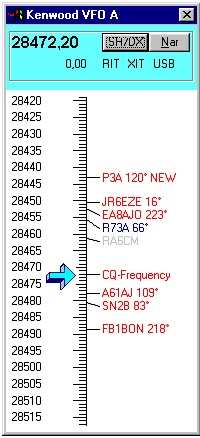 Kenwood VFO A
28472,20 SH/DX Nar
0,00 RIT XIT USB
28420
28425
28430
28435
28440
P3A 120° NEW
28445
28450
JR6EZE 16°
EA8AJO 223°
28455
R73A 66°
28460
RA6CM
28465
28470
CQ-Frequency
28475
A61AJ 109°
28480
SN2B 83°
28485
28490
FB1BON 218°
28495
28500
28505
28510
28515